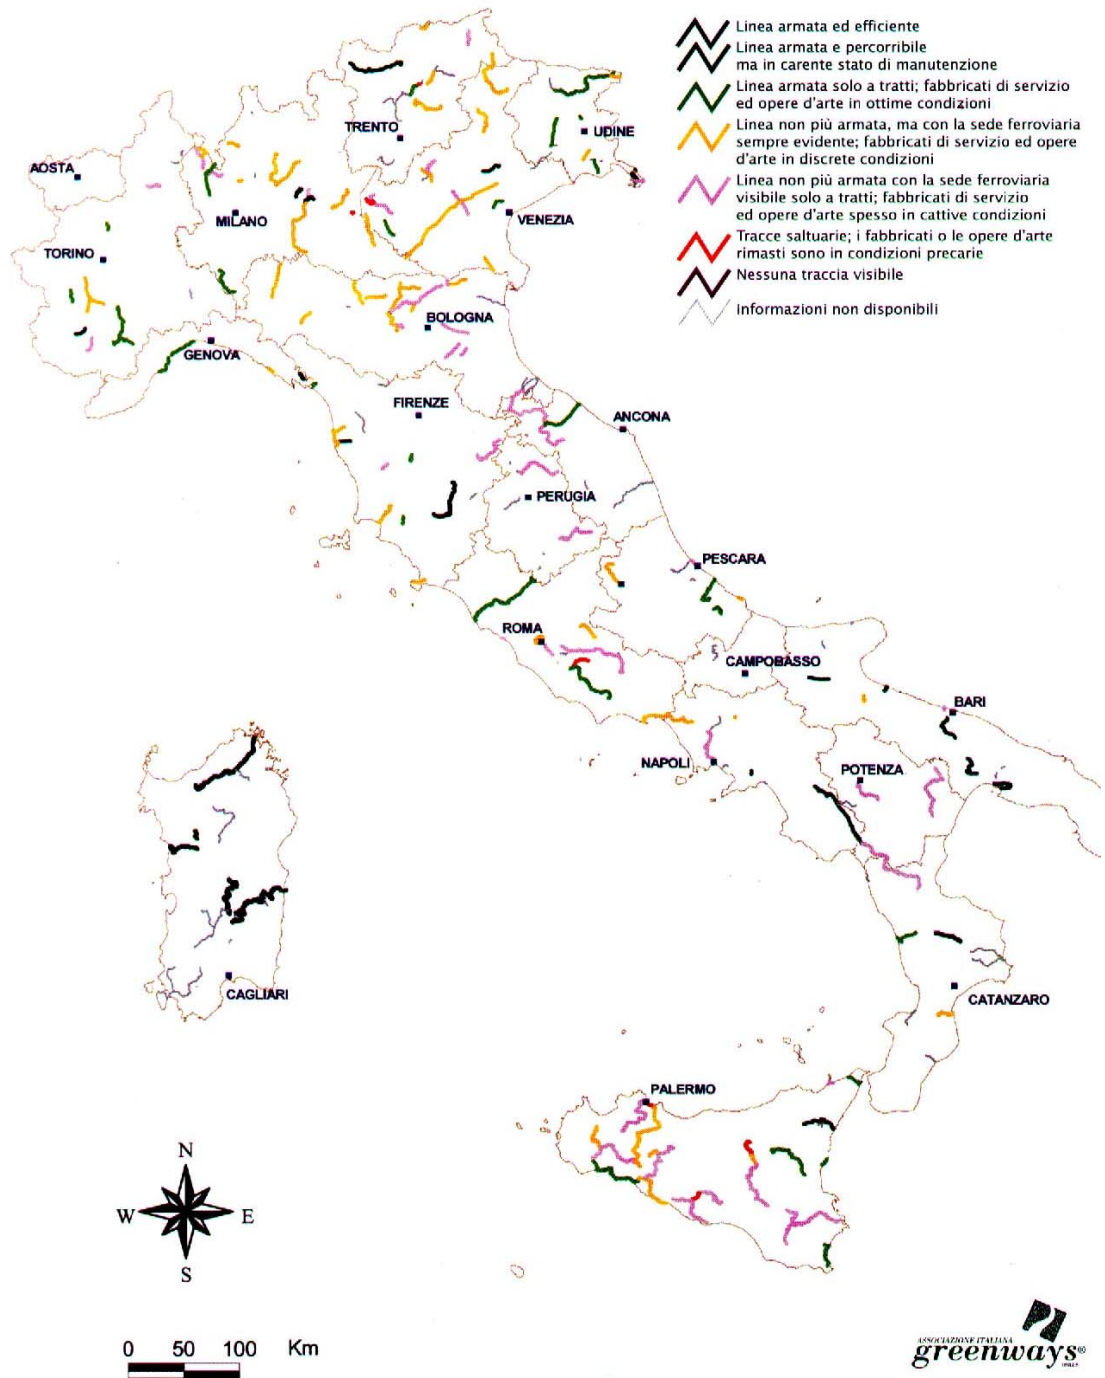 Linea armata ed efficiente
Linea armata e percorribile
ma in carente stato di manutenzione
Linea armata solo a tratti; fabbricati di servizio
ed opere d'arte in ottime condizioni
Linea non più armata, ma con la sede ferroviaria
sempre evidente; fabbricati di servizio ed opere
d'arte in discrete condizioni
Linea non più armata con la sede ferroviaria
visibile solo a tratti; fabbricati di servizio
ed opere d'arte spesso in cattive condizioni
Tracce saltuarie; i fabbricati o le opere d'arte
rimasti sono in condizioni precarie
Nessuna traccia visibile
Informazioni non disponibili
TRENTO
UDINE
AOSTA
MILANO
VENEZIA
TORINO
BOLOGNA
GENOVA
FIRENZE
ANCONA
PERUGIA
PESCARA
ROMA
CAMPOBASSO
BARI
NAPOLI
POTENZA
CAGLIARI
CATANZARO
PALERMO
N
W
E
S
0 50 100 Km
ASSOCIAZIONE ITALIANA
greenways®